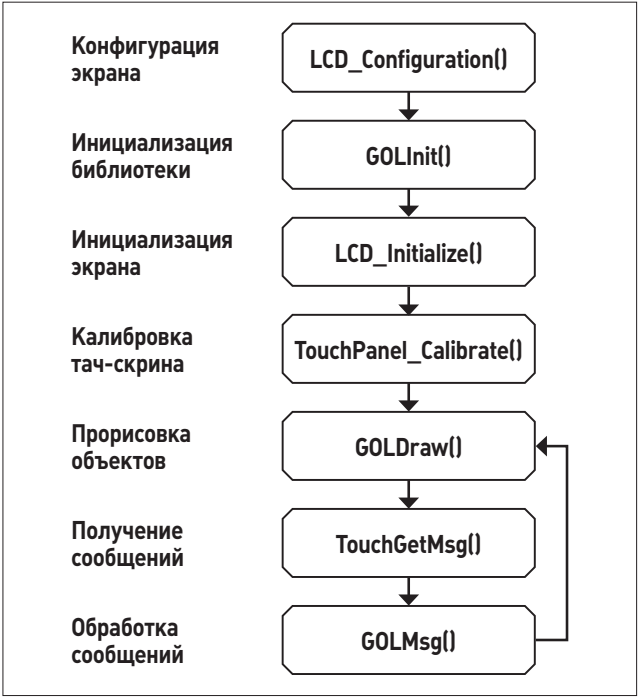 Конфигурация
экрана
LCD_Configuration()
Инициализация
библиотеки
GOLInit()
Инициализация
экрана
LCD_Initialize()
Калибровка
тач-скрина
TouchPanel_Calibrate()
Прорисовка
объектов
GOLDraw()
Получение
сообщений
TouchGetMsg()
Обработка
сообщений
GOLMsg()